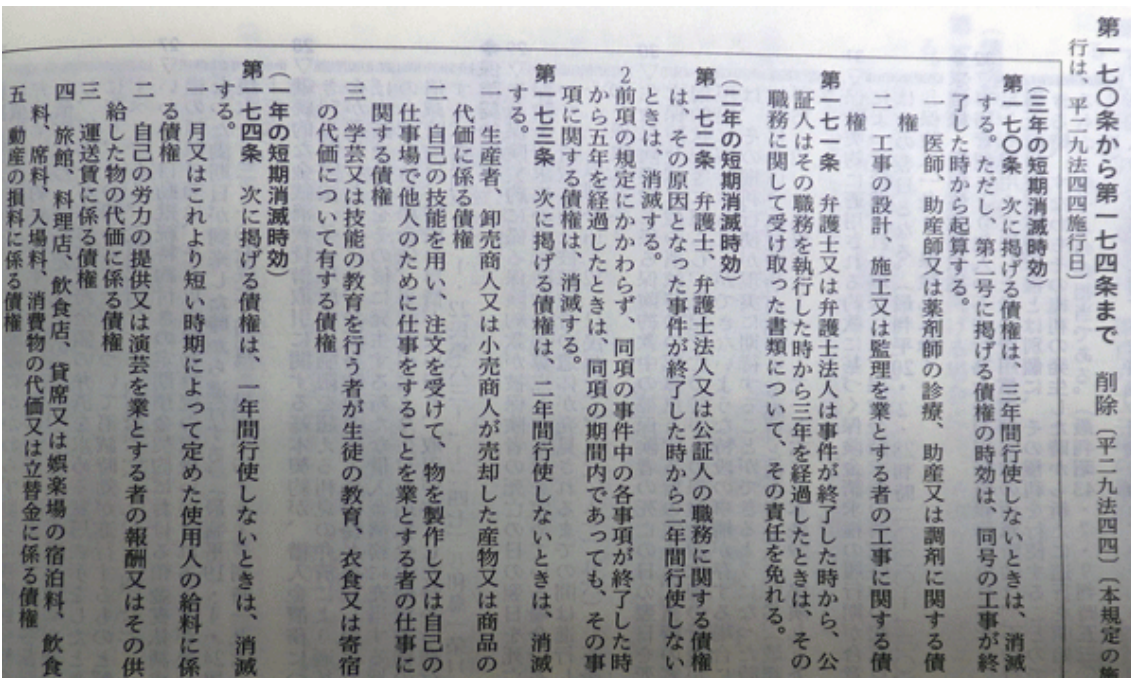 第一七〇条から第一七四条まで　削除〔平二九法四四〕〔本規定の施
行は、平二九法四四施行日〕
（三年の短期消滅時効）
第一七〇条　次に掲げる債権は、三年間行使しないときは、消滅
する。ただし、第二号に掲げる債権の時効は、同号の工事が終
了した時から起算する。
一　医師、助産師又は薬剤師の診療、助産又は調剤に関する債
権
二　工事の設計、施工又は監理を業とする者の工事に関する債
権
第一七一条　弁護士又は弁護士法人は事件が終了した時から、公
証人はその職務を執行した時から三年を経過したときは、その
職務に関して受け取った書類について、その責任を免れる。
（二年の短期消滅時効）
第一七二条　弁護士、弁護士法人又は公証人の職務に関する債権
は、その原因となった事件が終了した時から二年間行使しない
ときは、消滅する。
2　前項の規定にかかわらず、同項の事件中の各事項が終了した時
から五年を経過したときは、同項の期間内であっても、その事
項に関する債権は、消滅する。
第一七三条　次に掲げる債権は、二年間行使しないときは、消滅
する。
一　生産者、卸売商人又は小売商人が売却した産物又は商品の
代価に係る債権
二　自己の技能を用い、注文を受けて、物を製作し又は自己の
仕事場で他人のために仕事をすることを業とする者の仕事に
関する債権
三　学芸又は技能の教育を行う者が生徒の教育、衣食又は寄宿
の代価について有する債権
（一年の短期消滅時効）
第一七四条　次に掲げる債権は、一年間行使しないときは、消滅
する。
一　月又はこれより短い時期によって定めた使用人の給料に係
る債権
二　自己の労力の提供又は演芸を業とする者の報酬又はその供
給した物の代価に係る債権
三　運送賃に係る債権
四　旅館、料理店、飲食店、貸席又は娯楽場の宿泊料、飲食
料、席料、入場料、消費物の代価又は立替金に係る債権
五　動産の損料に係る債権